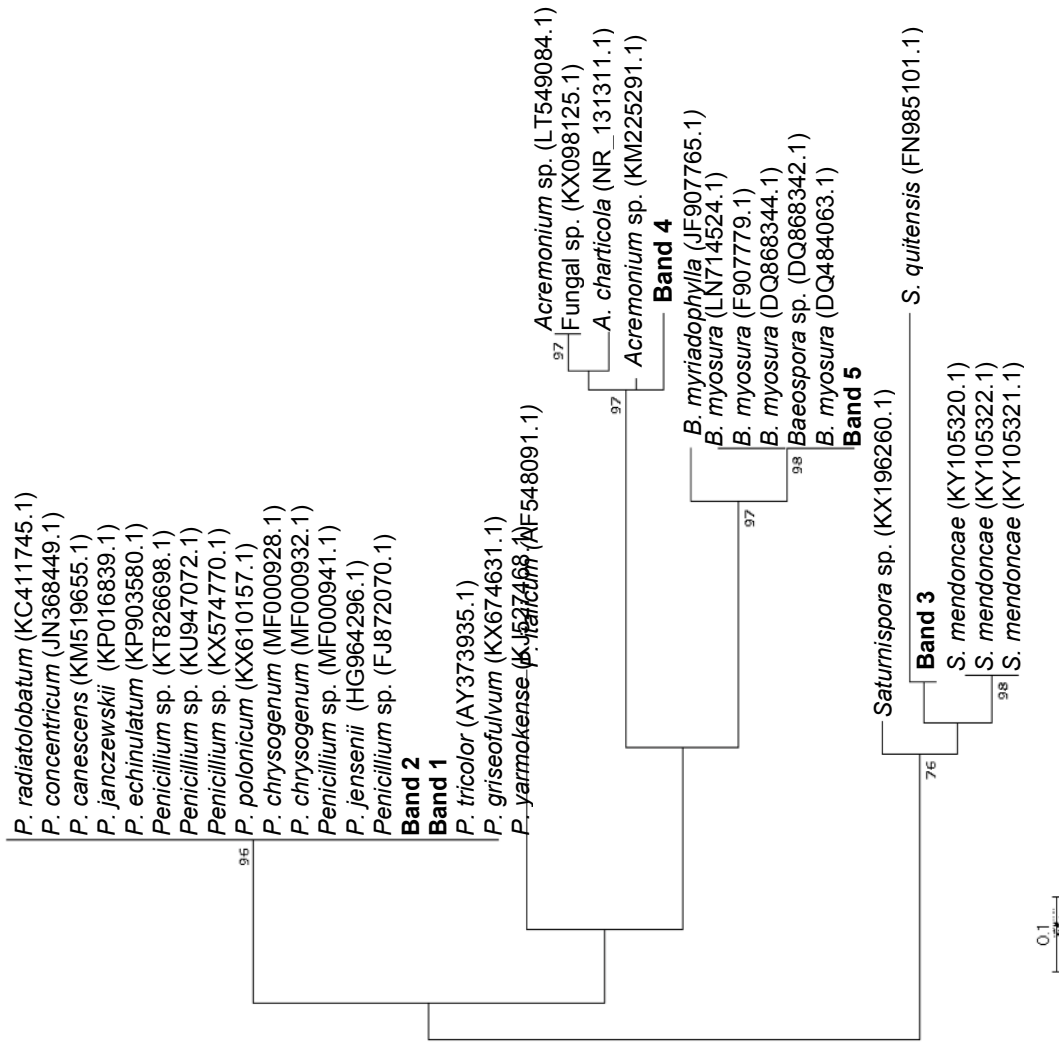 P. radiatolobatum (KC411745.1)
P. concentricum (JN368449.1)
P. canescens (KM519655.1)
P. janczewskii (KP016839.1)
P. echinulatum (KP903580.1)
Penicillium sp. (KT826698.1)
Penicillium sp. (KU947072.1)
Penicillium sp. (KX574770.1)
P. polonicum (KX610157.1)
P. chrysogenum (MF000928.1)
P. chrysogenum (MF000932.1)
Penicillium sp. (MF000941.1)
P. jensenii (HG964296.1)
Penicillium sp. (FJ872070.1)
Band 2
Band 1
P. tricolor (AY373935.1)
P. griseofulvum (KX674631.1)
P. yarmokense (KJ527468.1)
P. italicum (AF548091.1)
96
Acremonium sp. (LT549084.1)
Fungal sp. (KX098125.1)
A. charticola (NR_131311.1)
Acremonium sp. (KM225291.1)
Band 4
97
97
B. myriadophylla (JF907765.1)
B. myosura (LN714524.1)
B. myosura (F907779.1)
B. myosura (DQ868344.1)
Baeospora sp. (DQ868342.1)
B. myosura (DQ484063.1)
Band 5
98
97
Saturnispora sp. (KX196260.1)
S. quitensis (FN985101.1)
Band 3
S. mendoncae (KY105320.1)
S. mendoncae (KY105322.1)
S. mendoncae (KY105321.1)
98
76
0.1